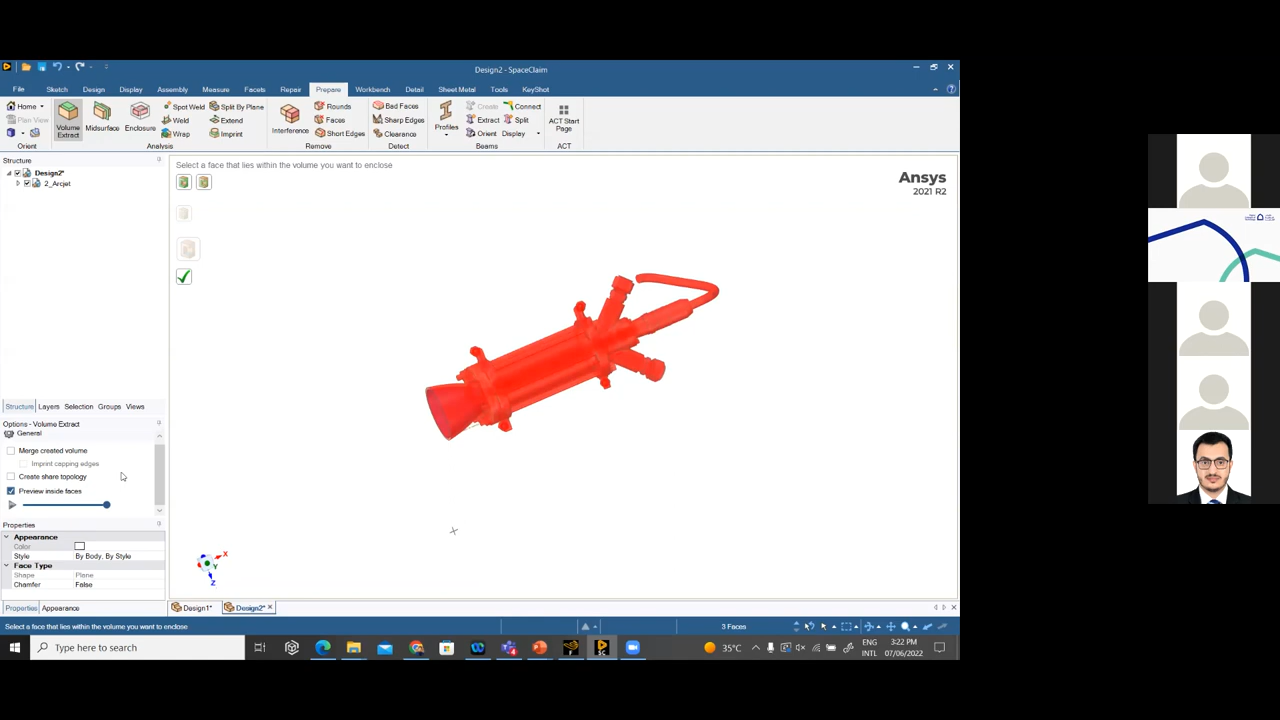 Design2 - SpaceClaim
File Sketch Design Display Assembly Measure Facets Repair Prepare Workbench Detail Sheet Metal Tools KeyShot
Home
Plan View
Orient
Volume Extract
Midsurface
Enclosure
Spot Weld
Weld
Wrap
Split By Plane
Extend
Imprint
Analysis
Interference
Rounds
Faces
Short Edges
Remove
Bad Faces
Sharp Edges
Clearance
Detect
Profiles
Create
Extract
Orient
Connect
Split
Display
Beams
ACT Start Page
ACT
Structure
Design2*
2_Arcjet
Select a face that lies within the volume you want to enclose
Ansys
2021 R2
Structure Layers Selection Groups Views
Options - Volume Extract
General
Merge created volume
Imprint capping edges
Create share topology
Preview inside faces
Properties
Appearance
Color
Style By Body, By Style
Face Type
Shape Plane
Chamfer False
Properties Appearance
X
Y
Z
Design1* Design2*
Select a face that lies within the volume you want to enclose
3 Faces
Type here to search
35°C
ENG
INTL
3:22 PM
07/06/2022